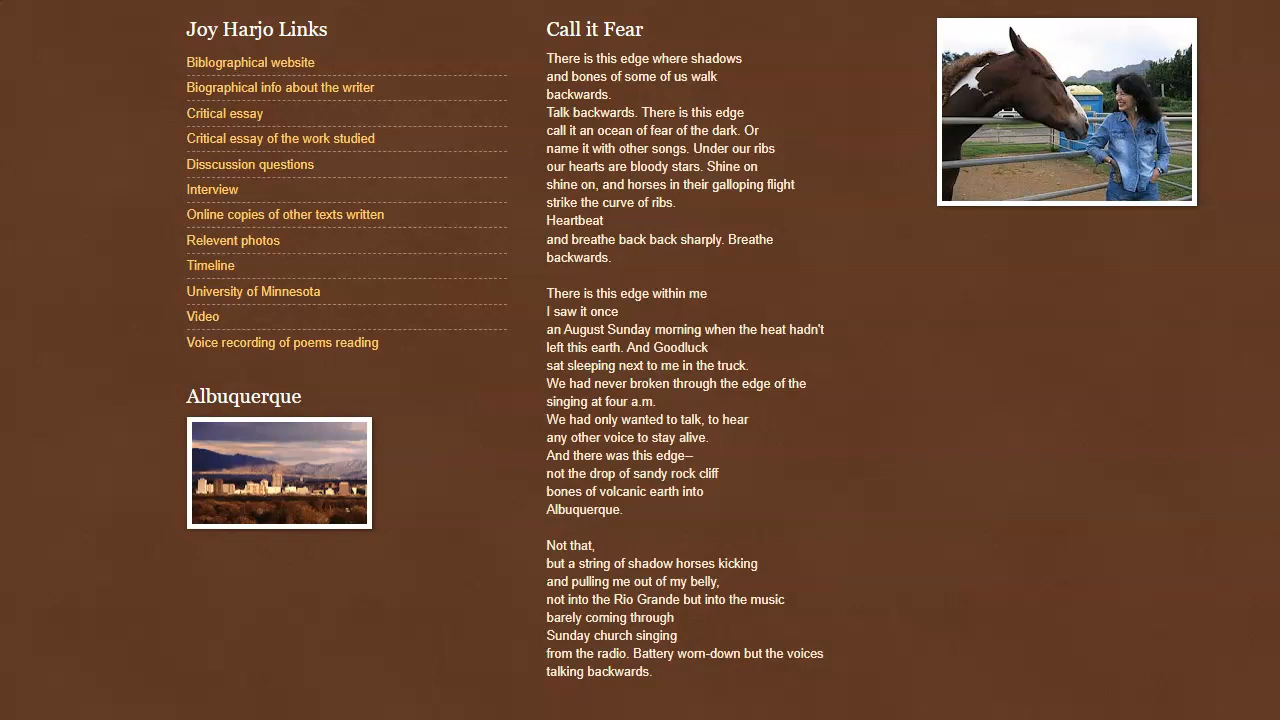 Joy Harjo Links
Biblographical website
Biographical info about the writer
Critical essay
Critical essay of the work studied
Disscussion questions
Interview
Online copies of other texts written
Relevent photos
Timeline
University of Minnesota
Video
Voice recording of poems reading
Albuquerque
Call it Fear
There is this edge where shadows
and bones of some of us walk
backwards.
Talk backwards. There is this edge
call it an ocean of fear of the dark. Or
name it with other songs. Under our ribs
our hearts are bloody stars. Shine on
shine on, and horses in their galloping flight
strike the curve of ribs.
Heartbeat
and breathe back back sharply. Breathe
backwards.
There is this edge within me
I saw it once
an August Sunday morning when the heat hadn't
left this earth. And Goodluck
sat sleeping next to me in the truck.
We had never broken through the edge of the
singing at four a.m.
We had only wanted to talk, to hear
any other voice to stay alive.
And there was this edge—
not the drop of sandy rock cliff
bones of volcanic earth into
Albuquerque.
Not that,
but a string of shadow horses kicking
and pulling me out of my belly,
not into the Rio Grande but into the music
barely coming through
Sunday church singing
from the radio. Battery worn-down but the voices
talking backwards.